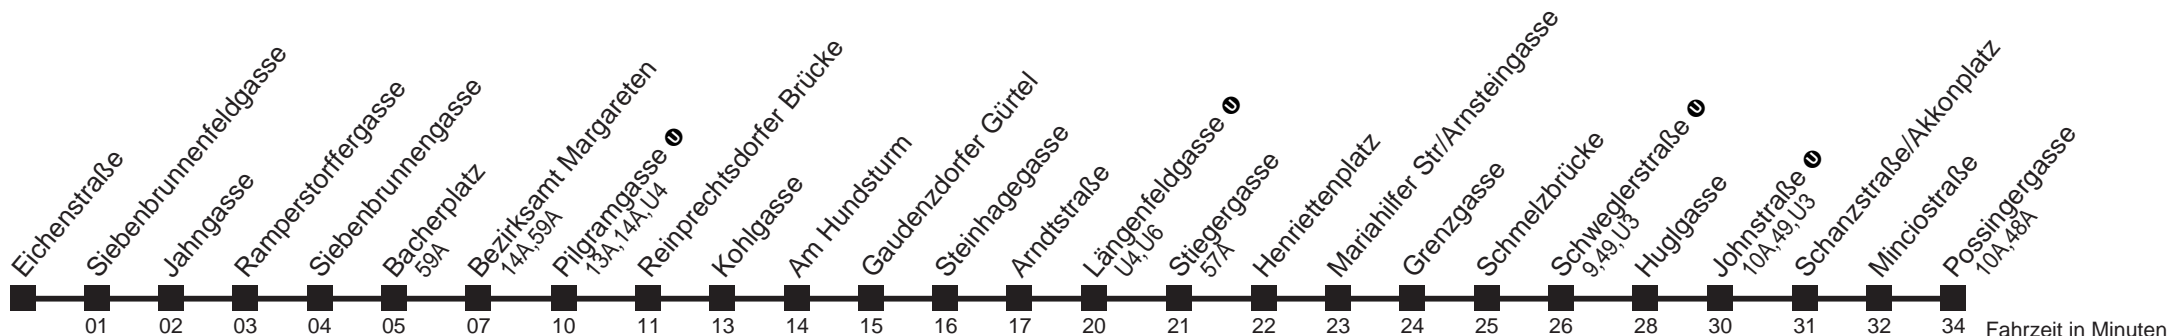 Eichenstraße
Siebenbrunnenfeldgasse
Jahngasse
Ramperstoffergasse
Siebenbrunnengasse
Bacherplatz
59A
Bezirksamt Margareten
14A,59A
Pilgramgasse U
13A,14A,U4
Reinprechtsdorfer Brücke
Kohlgasse
Am Hundsturm
Gaudenzdorfer Gürtel
Steinhagegasse
Arndtstraße
Längenfeldgasse U
U4,U6
Stiegergasse
57A
Henriettenplatz
Mariahilfer Str/Arnsteingasse
Grenzgasse
Schmelzbrücke
Schweglerstraße U
9,49,U3
Huglgasse
Johnstraße U
10A,49,U3
Schanzstraße/Akkonplatz
Minciostraße
Possingergasse
10A,48A
01 02 03 04 05 07 10 11 13 14 15 16 17 20 21 22 23 24 25 26 28 30 31 32 34 Fahrzeit in Minuten